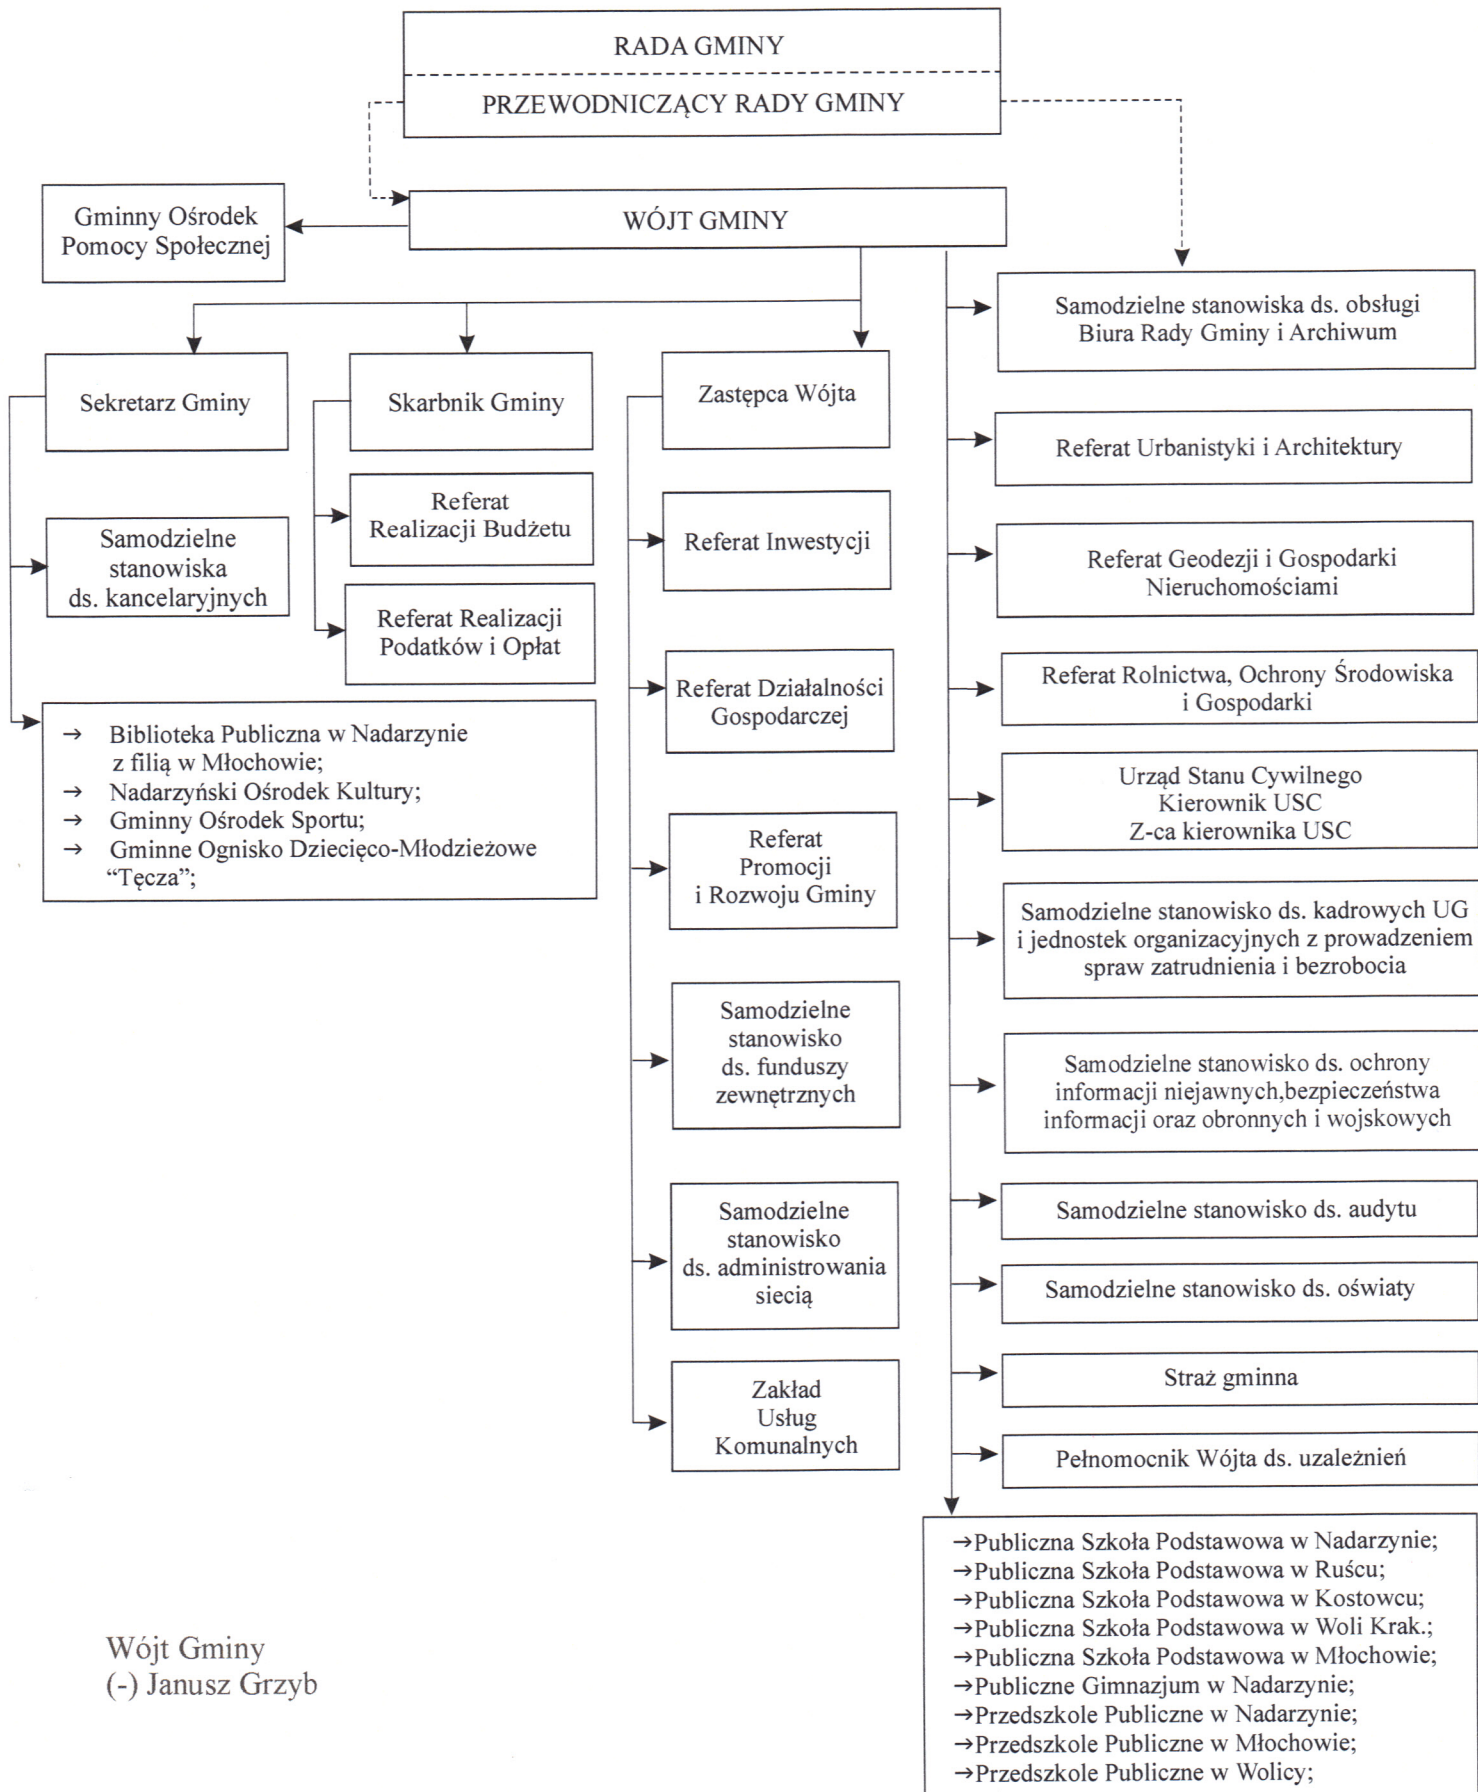 RADA GMINY
PRZEWODNICZĄCY RADY GMINY
WÓJT GMINY
Gminny Ośrodek
Pomocy Społecznej
Sekretarz Gminy
Samodzielne
stanowiska
ds. kancelaryjnych
→ Biblioteka Publiczna w Nadarzynie
z filią w Młochowie;
→ Nadarzyński Ośrodek Kultury;
→ Gminny Ośrodek Sportu;
→ Gminne Ognisko Dziecięco-Młodzieżowe
“Tęcza”;
Skarbnik Gminy
Referat
Realizacji Budżetu
Referat Realizacji
Podatków i Opłat
Zastępca Wójta
Referat Inwestycji
Referat Działalności
Gospodarczej
Referat
Promocji
i Rozwoju Gminy
Samodzielne
stanowisko
ds. funduszy
zewnętrznych
Samodzielne
stanowisko
ds. administrowania
siecią
Zakład
Usług
Komunalnych
Samodzielne stanowiska ds. obsługi
Biura Rady Gminy i Archiwum
Referat Urbanistyki i Architektury
Referat Geodezji i Gospodarki
Nieruchomościami
Referat Rolnictwa, Ochrony Środowiska
i Gospodarki
Urząd Stanu Cywilnego
Kierownik USC
Z-ca kierownika USC
Samodzielne stanowisko ds. kadrowych UG
i jednostek organizacyjnych z prowadzeniem
spraw zatrudnienia i bezrobocia
Samodzielne stanowisko ds. ochrony
informacji niejawnych,bezpieczeństwa
informacji oraz obronnych i wojskowych
Samodzielne stanowisko ds. audytu
Samodzielne stanowisko ds. oświaty
Straż gminna
Pełnomocnik Wójta ds. uzależnień
→Publiczna Szkoła Podstawowa w Nadarzynie;
→Publiczna Szkoła Podstawowa w Ruścu;
→Publiczna Szkoła Podstawowa w Kostowcu;
→Publiczna Szkoła Podstawowa w Woli Krak.;
→Publiczna Szkoła Podstawowa w Młochowie;
→Publiczne Gimnazjum w Nadarzynie;
→Przedszkole Publiczne w Nadarzynie;
→Przedszkole Publiczne w Młochowie;
→Przedszkole Publiczne w Wolicy;
Wójt Gminy
(-) Janusz Grzyb